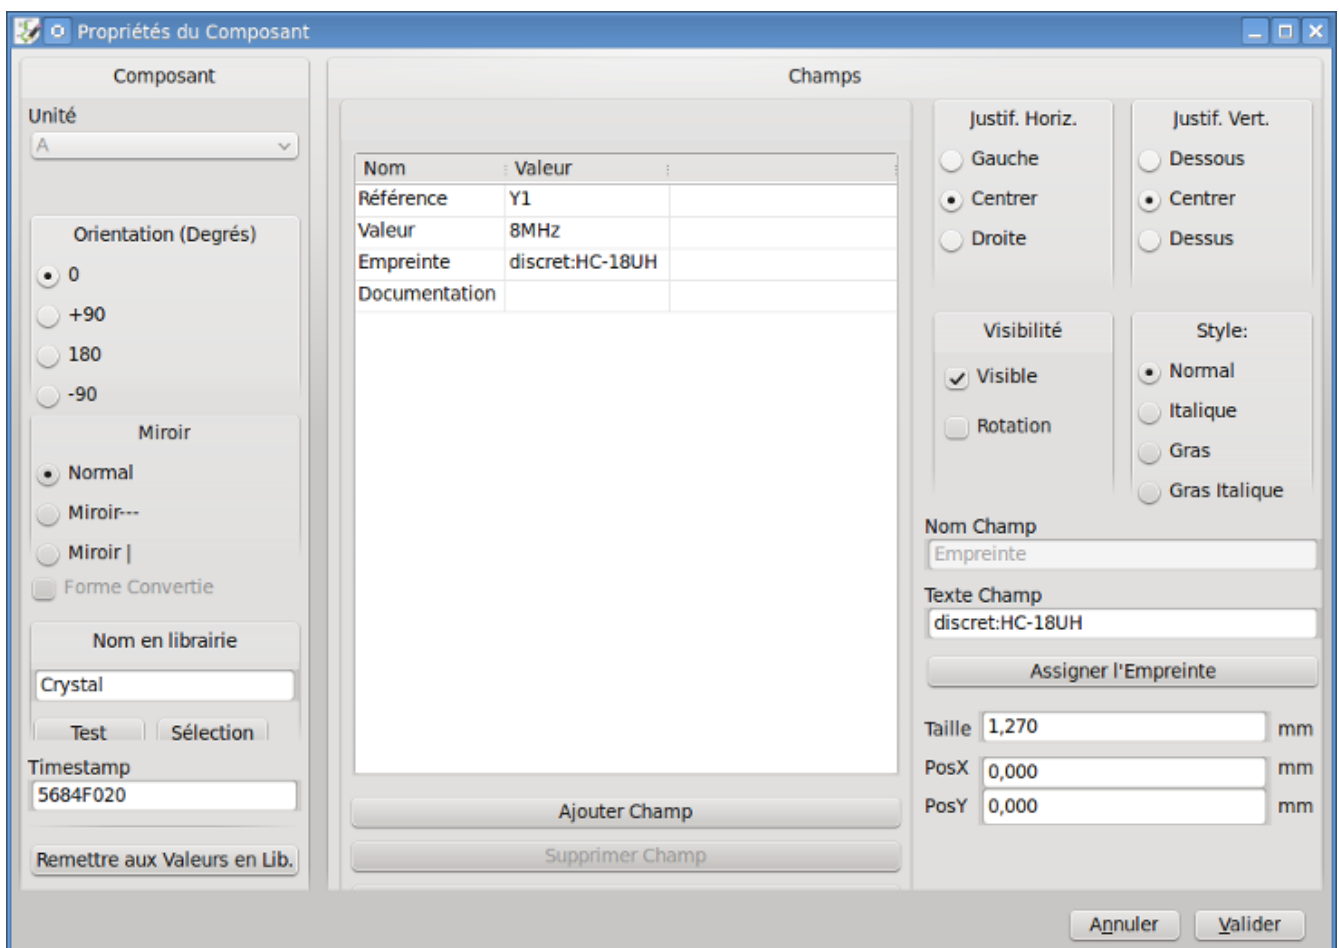 Propriétés du Composant
Composant
Unité
A
Orientation (Degrés)
0
+90
180
-90
Miroir
Normal
Miroir---
Miroir |
Forme Convertie
Nom en librairie
Crystal
Test Sélection
Timestamp
5684F020
Remettre aux Valeurs en Lib.
Champs
Nom Valeur
Référence Y1
Valeur 8MHz
Empreinte discret:HC-18UH
Documentation
Ajouter Champ
Supprimer Champ
Justif. Horiz.
Gauche
Centrer
Droite
Justif. Vert.
Dessous
Centrer
Dessus
Visibilité
Visible
Rotation
Style:
Normal
Italique
Gras
Gras Italique
Nom Champ
Empreinte
Texte Champ
discret:HC-18UH
Assigner l'Empreinte
Taille 1,270 mm
PosX 0,000 mm
PosY 0,000 mm
Annuler Valider